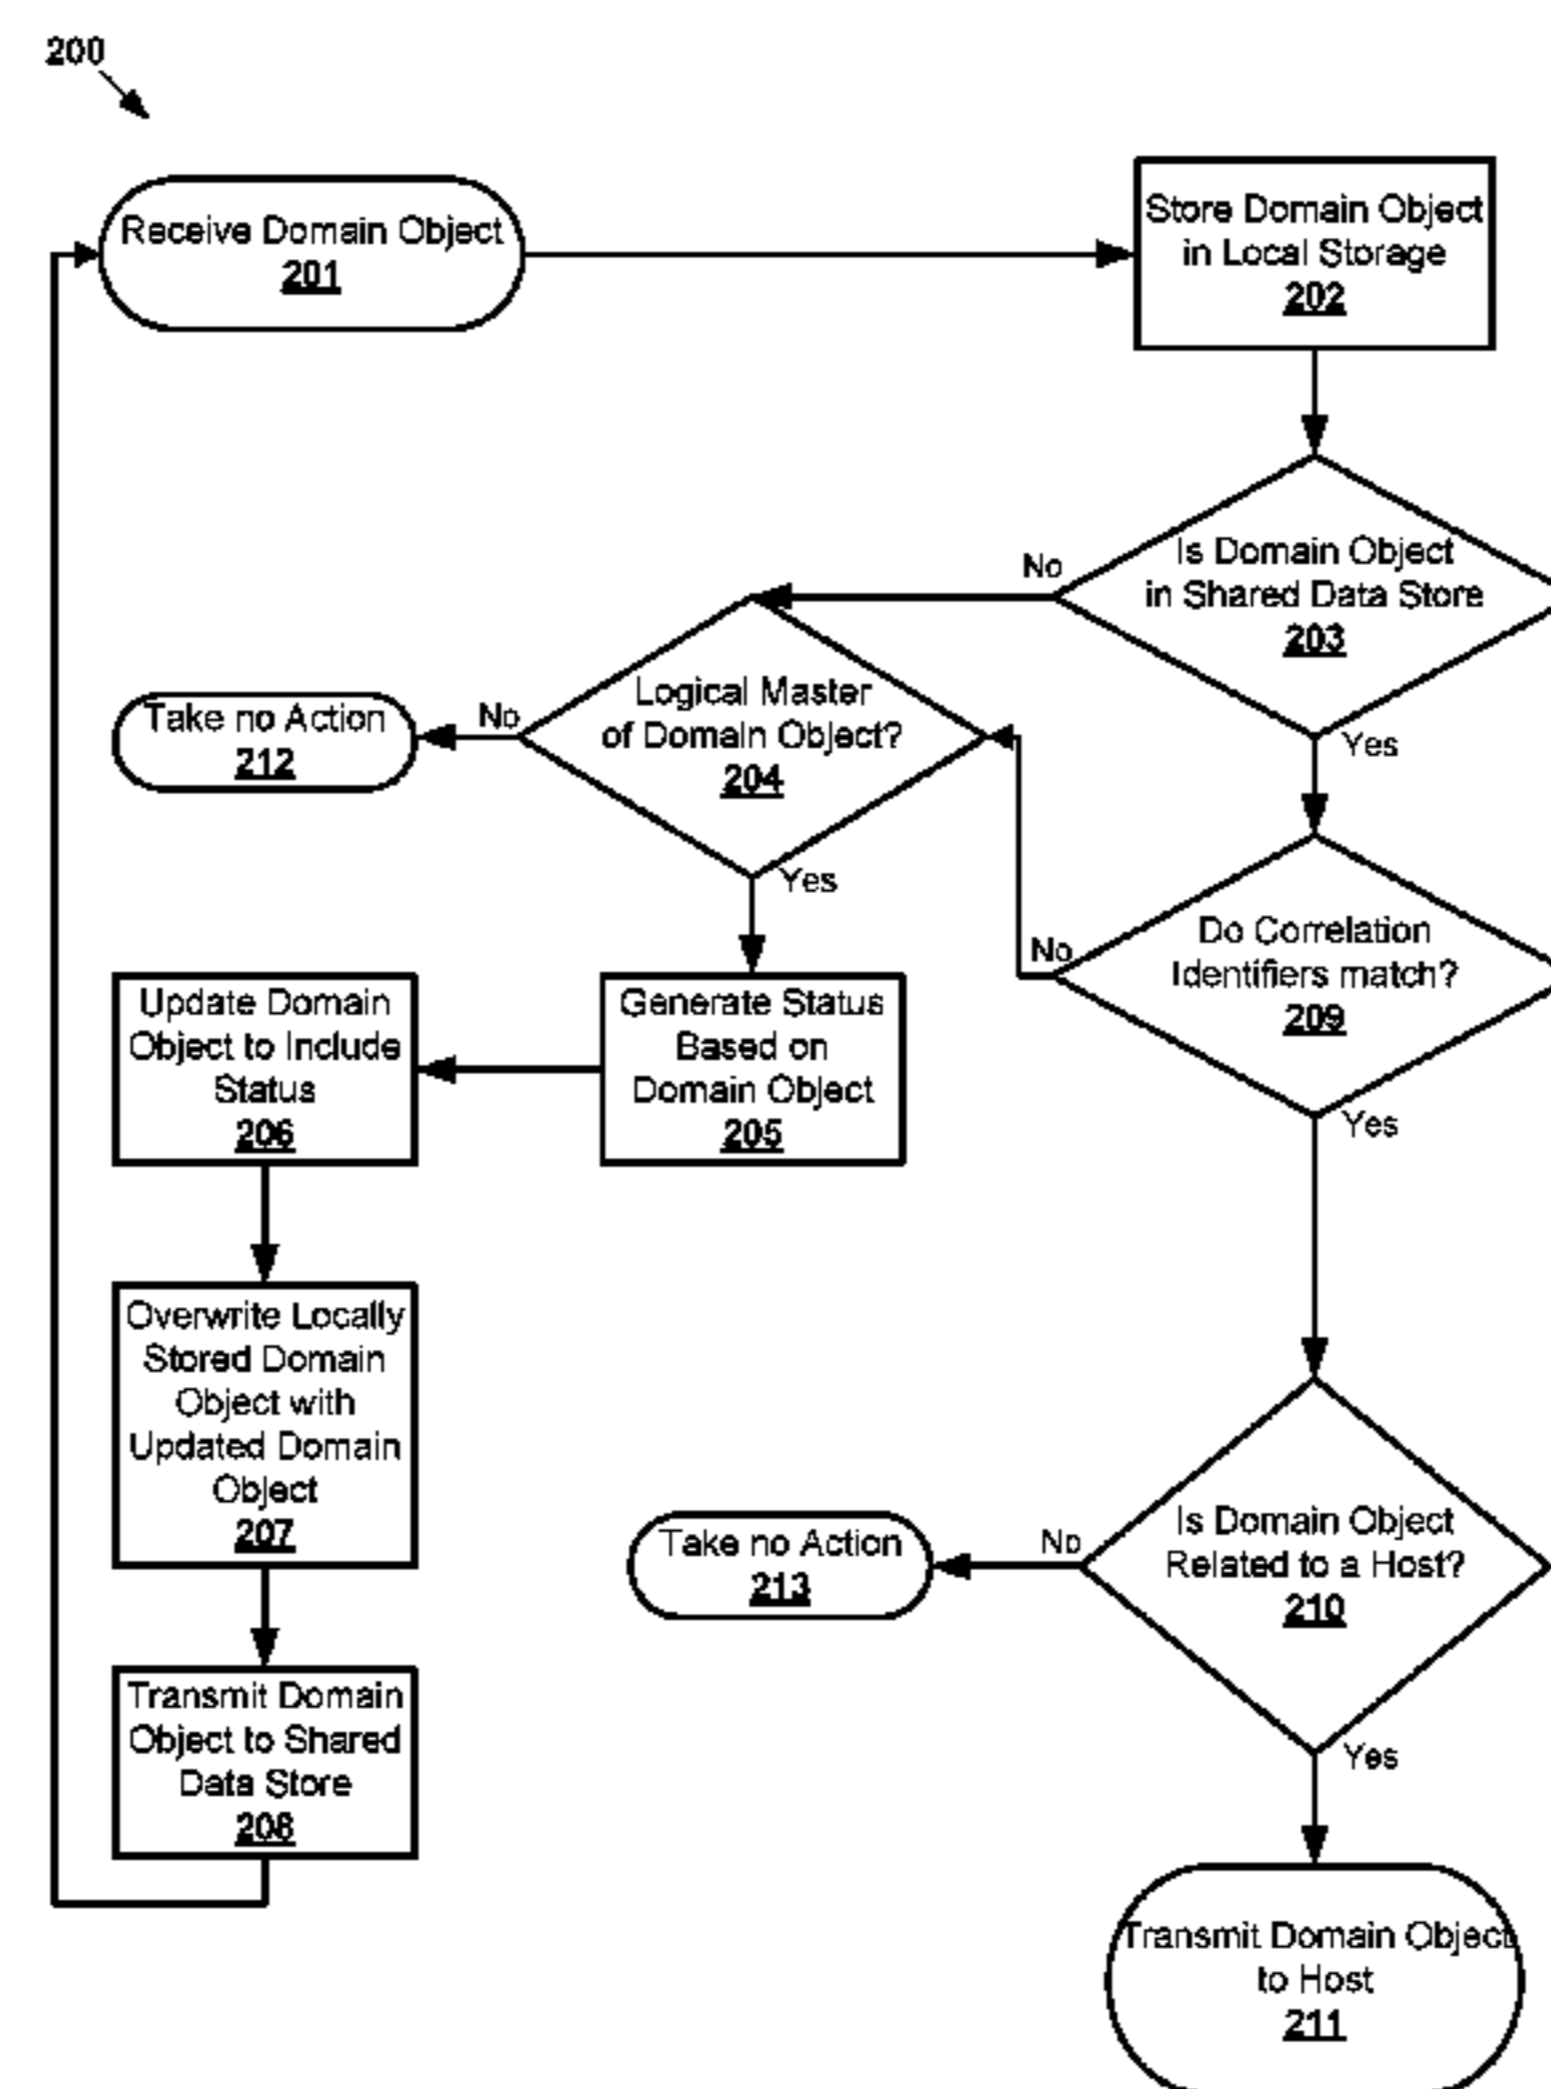 200
Receive Domain Object
201
Store Domain Object
in Local Storage
202
Is Domain Object
in Shared Data Store
203
No
Yes
Logical Master
of Domain Object?
204
No
Yes
Take no Action
212
Do Correlation
Identifiers match?
209
No
Yes
Generate Status
Based on
Domain Object
205
Update Domain
Object to Include
Status
206
Overwrite Locally
Stored Domain
Object with
Updated Domain
Object
207
Transmit Domain
Object to Shared
Data Store
208
Is Domain Object
Related to a Host?
210
No
Yes
Take no Action
213
Transmit Domain Object
to Host
211